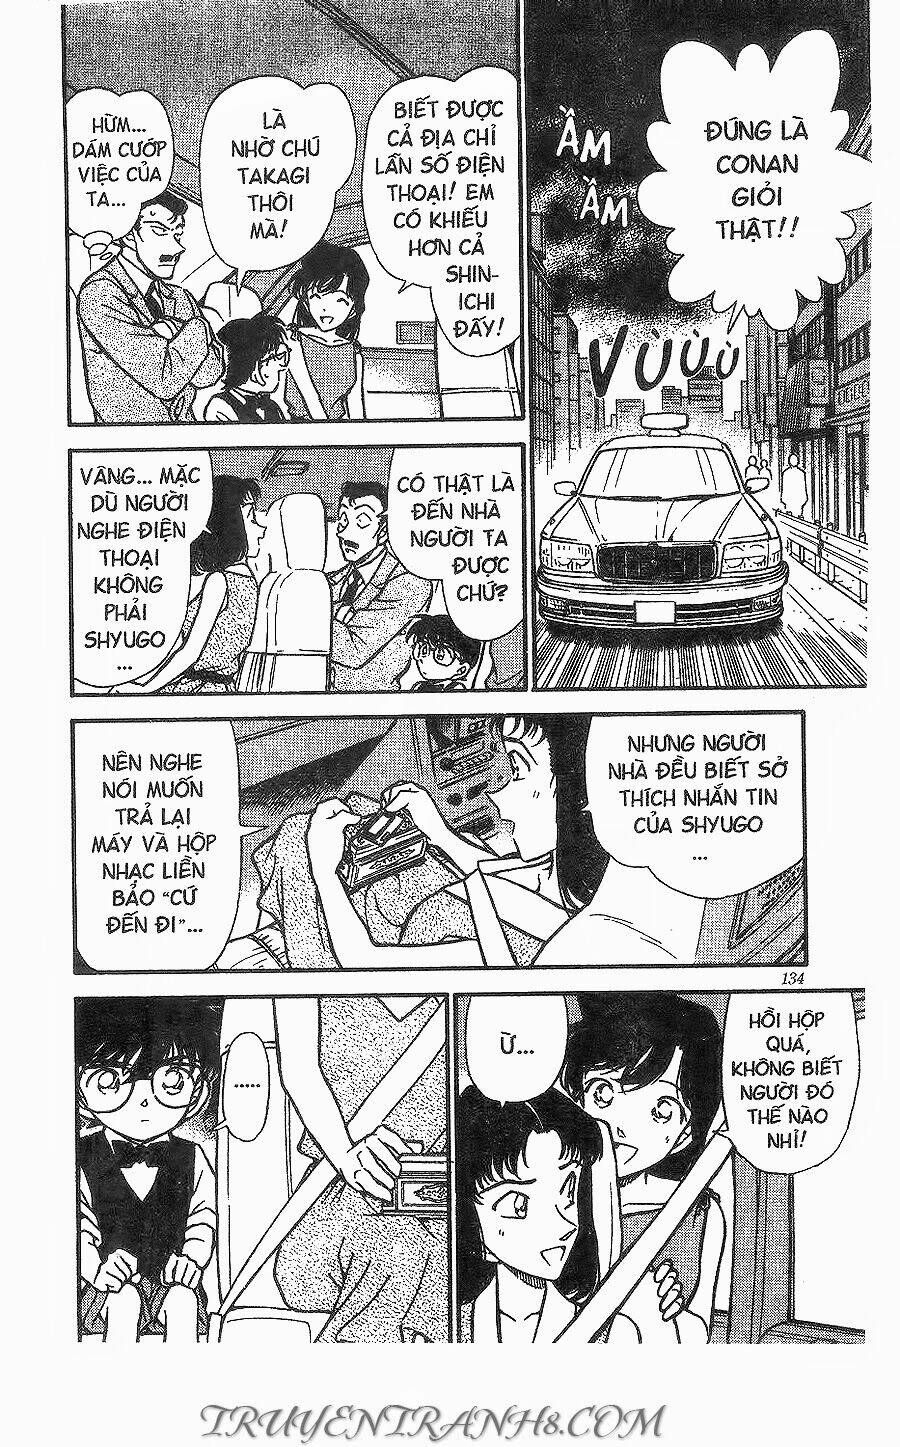 ĐÚNG LÀ
CONAN
GIỎI
THẬT!!
ẦM
ẦM
VÙÙÙ
BIẾT ĐƯỢC
CẢ ĐỊA CHỈ
LẪN SỐ ĐIỆN
THOẠI! EM
CÓ KHIẾU
HƠN CẢ
SHIN-
ICHI
ĐẤY!
LÀ
NHỜ CHÚ
TAKAGI
THÔI
MÀ!
HỪM...
DÁM CƯỚP
VIỆC CỦA
TA...
CÓ THẬT LÀ
ĐẾN NHÀ
NGƯỜI TA
ĐƯỢC
CHỨ?
VÂNG... MẶC
DÙ NGƯỜI
NGHE ĐIỆN
THOẠI
KHÔNG
PHẢI
SHYUGO
...
NHƯNG NGƯỜI
NHÀ ĐỀU BIẾT SỞ
THÍCH NHẮN TIN
CỦA SHYUGO
...
NÊN NGHE
NÓI MUỐN
TRẢ LẠI
MÁY VÀ HỘP
NHẠC LIỀN
BẢO "CỨ
ĐẾN ĐI"...
134
HỒI HỘP
QUÁ,
KHÔNG BIẾT
NGƯỜI ĐÓ
THẾ NÀO
NHỈ!
Ừ...
......
TRUYENTRANH8.COM